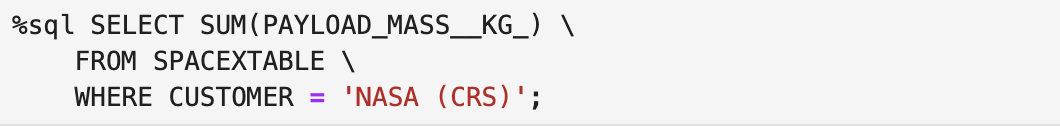 %sql SELECT SUM(PAYLOAD_MASS__KG_) \
    FROM SPACEXTABLE \
    WHERE CUSTOMER = 'NASA (CRS)';